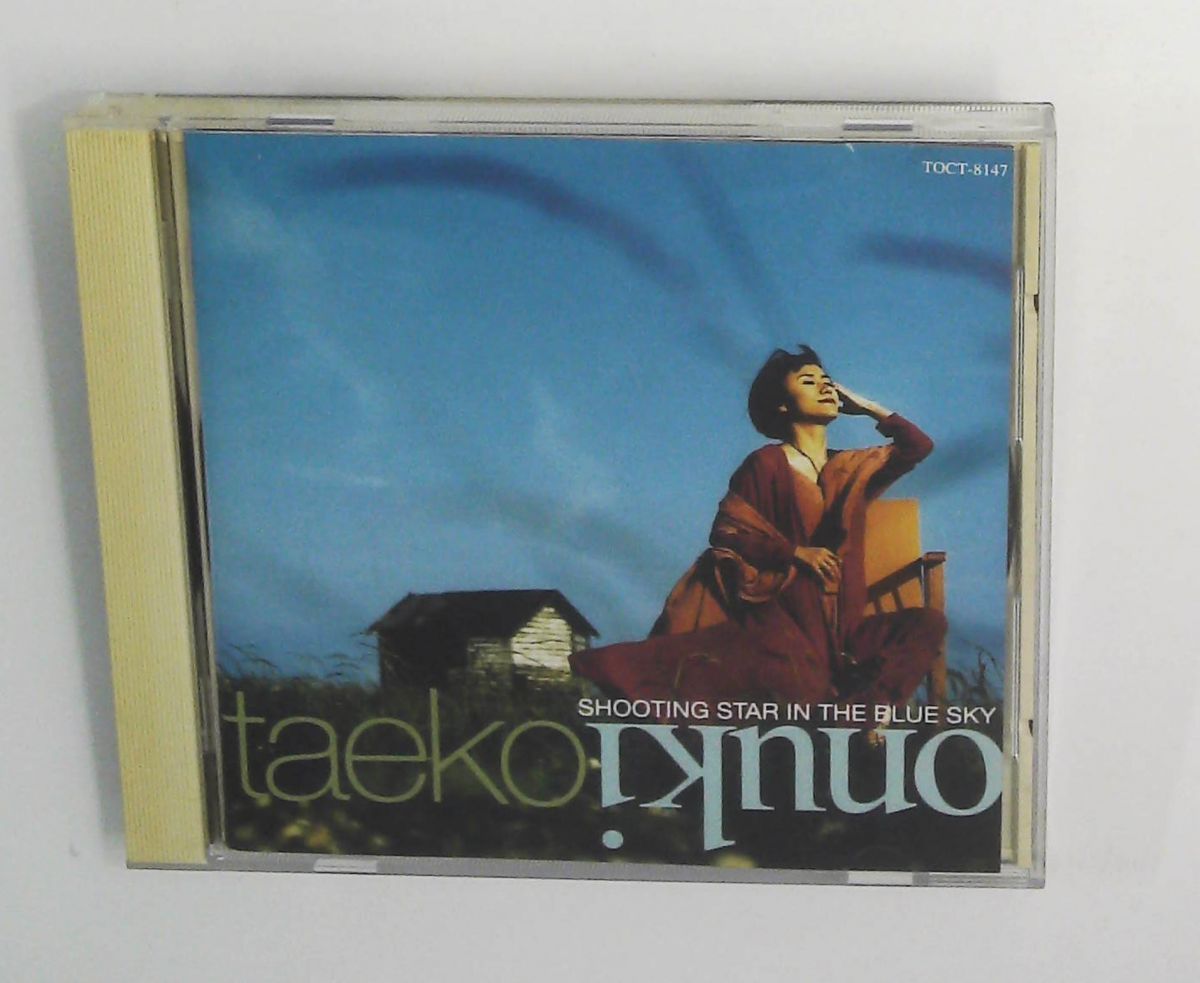 TOCT-8147
SHOOTING STAR IN THE BLUE SKY
taeko onuki